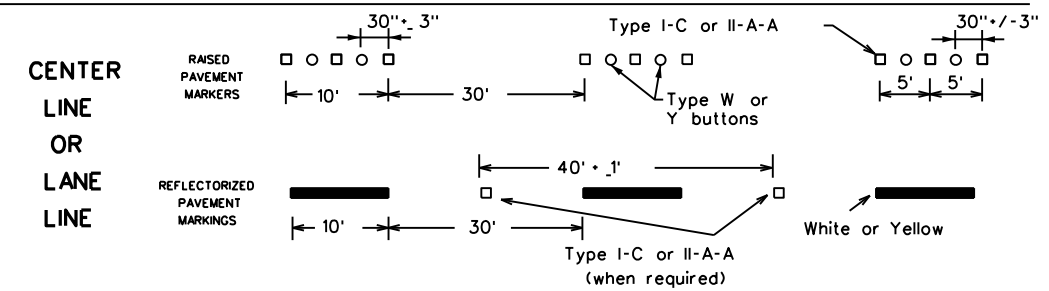 CENTER
LINE
OR
LANE
LINE
RAISED
PAVEMENT
MARKERS
10'
30'
30"+_ 3"
Type I-C or II-A-A
Type W or
Y buttons
30"+/-3"
5'
5'
REFLECTORIZED
PAVEMENT
MARKINGS
10'
30'
40' +_ 1'
Type I-C or II-A-A
(when required)
White or Yellow